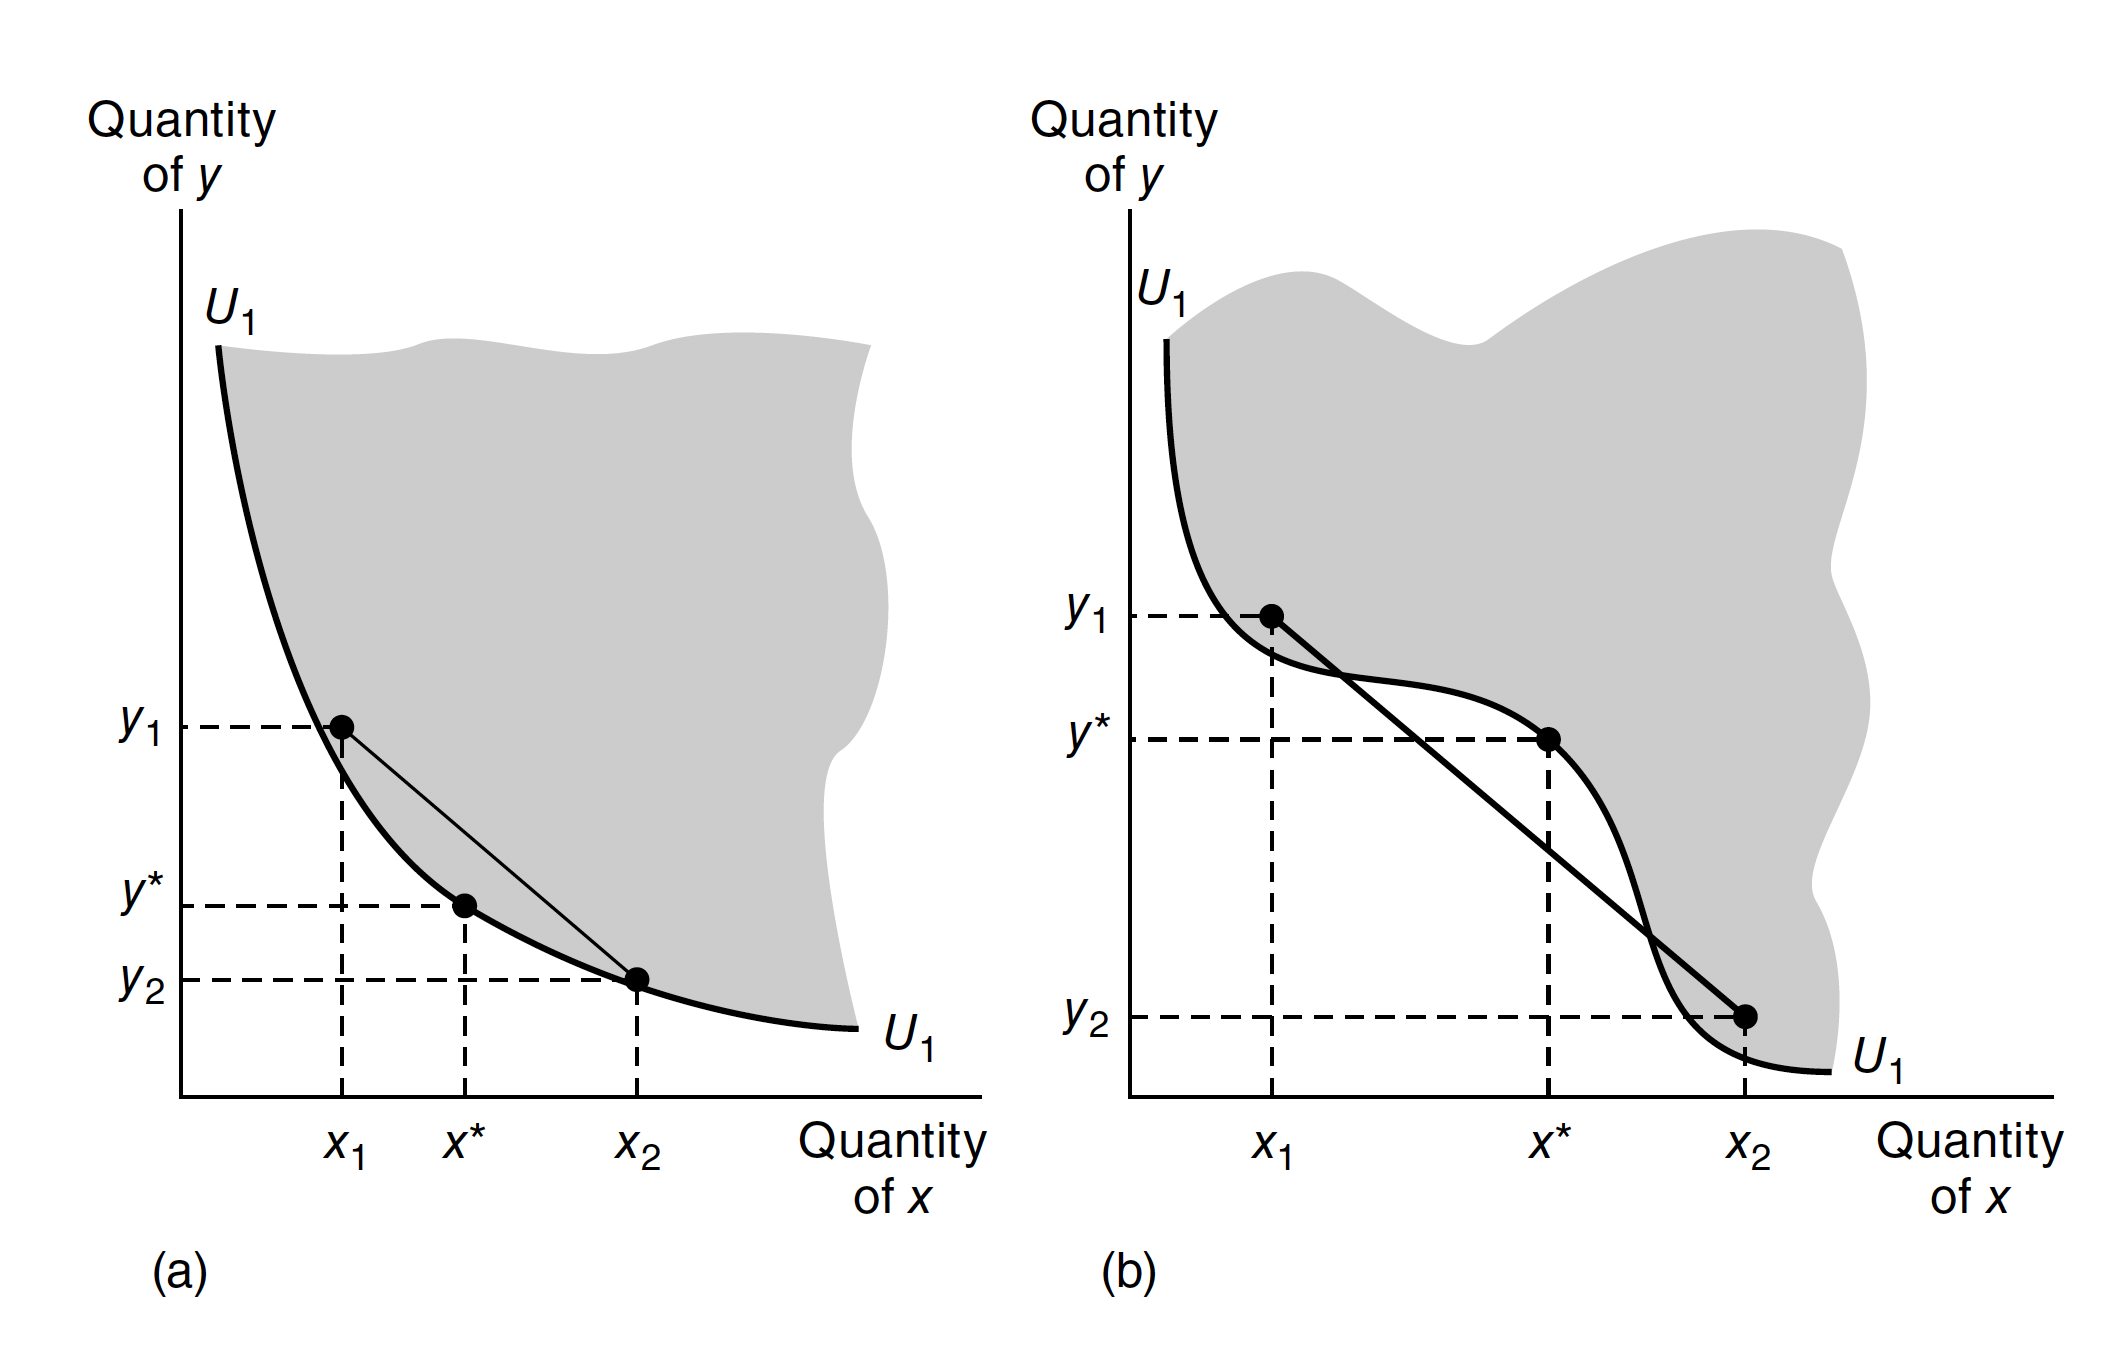 Quantity
of y
U1
y1
y*
y2
U1
x1 x* x2 Quantity
of x
(a)
Quantity
of y
U1
y1
y*
y2
U1
x1 x* x2 Quantity
of x
(b)